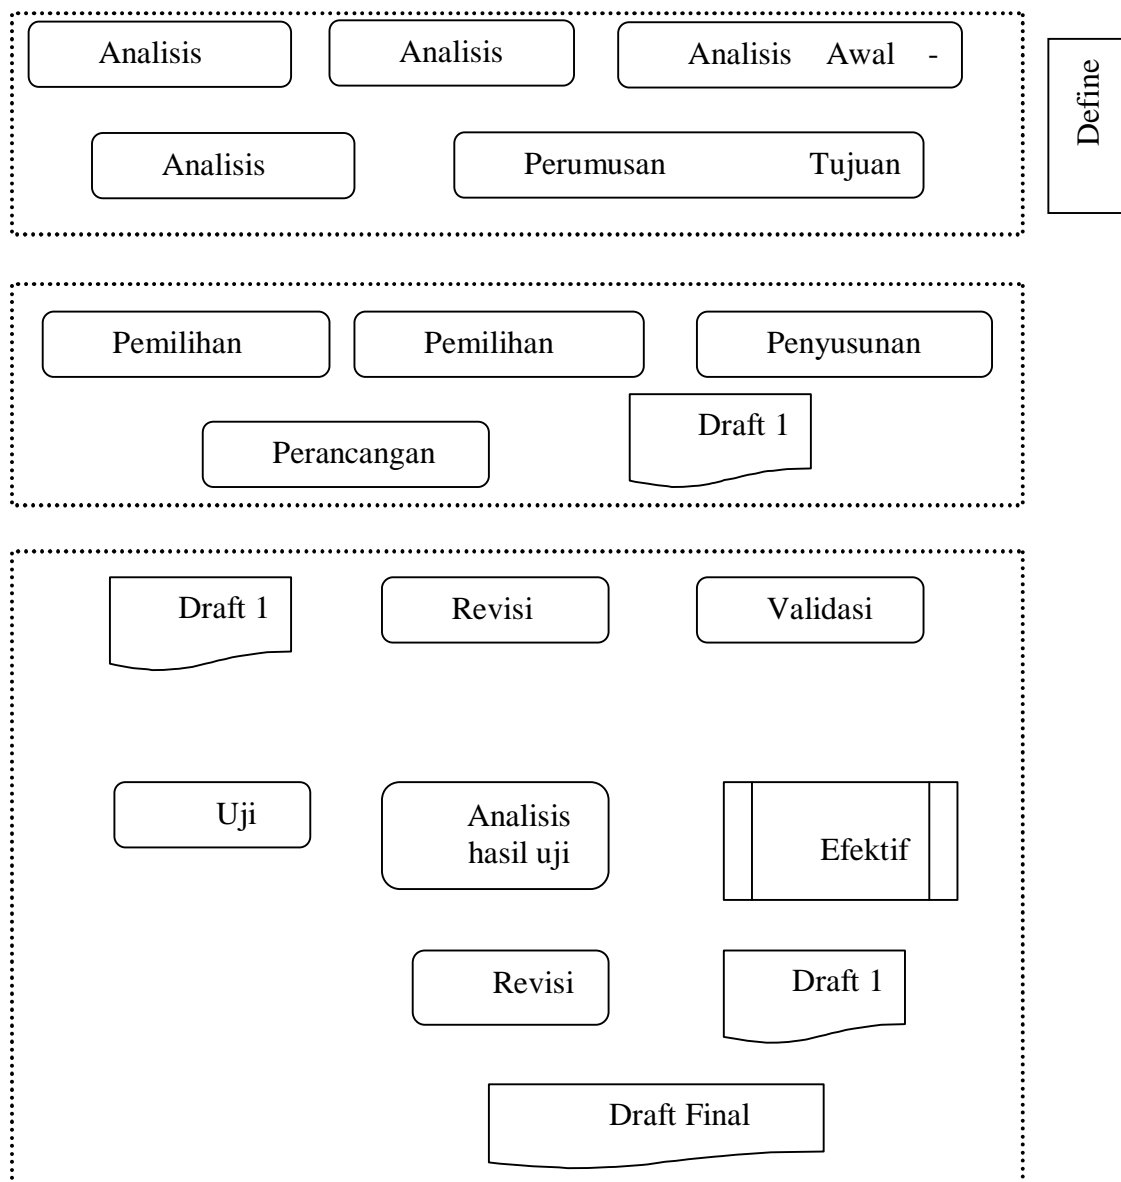 Analisis
Analisis
Analisis Awal -
Define
Analisis
Perumusan Tujuan
Pemilihan
Pemilihan
Penyusunan
Perancangan
Draft 1
Draft 1
Revisi
Validasi
Uji
Analisis
hasil uji
Efektif
Revisi
Draft 1
Draft Final